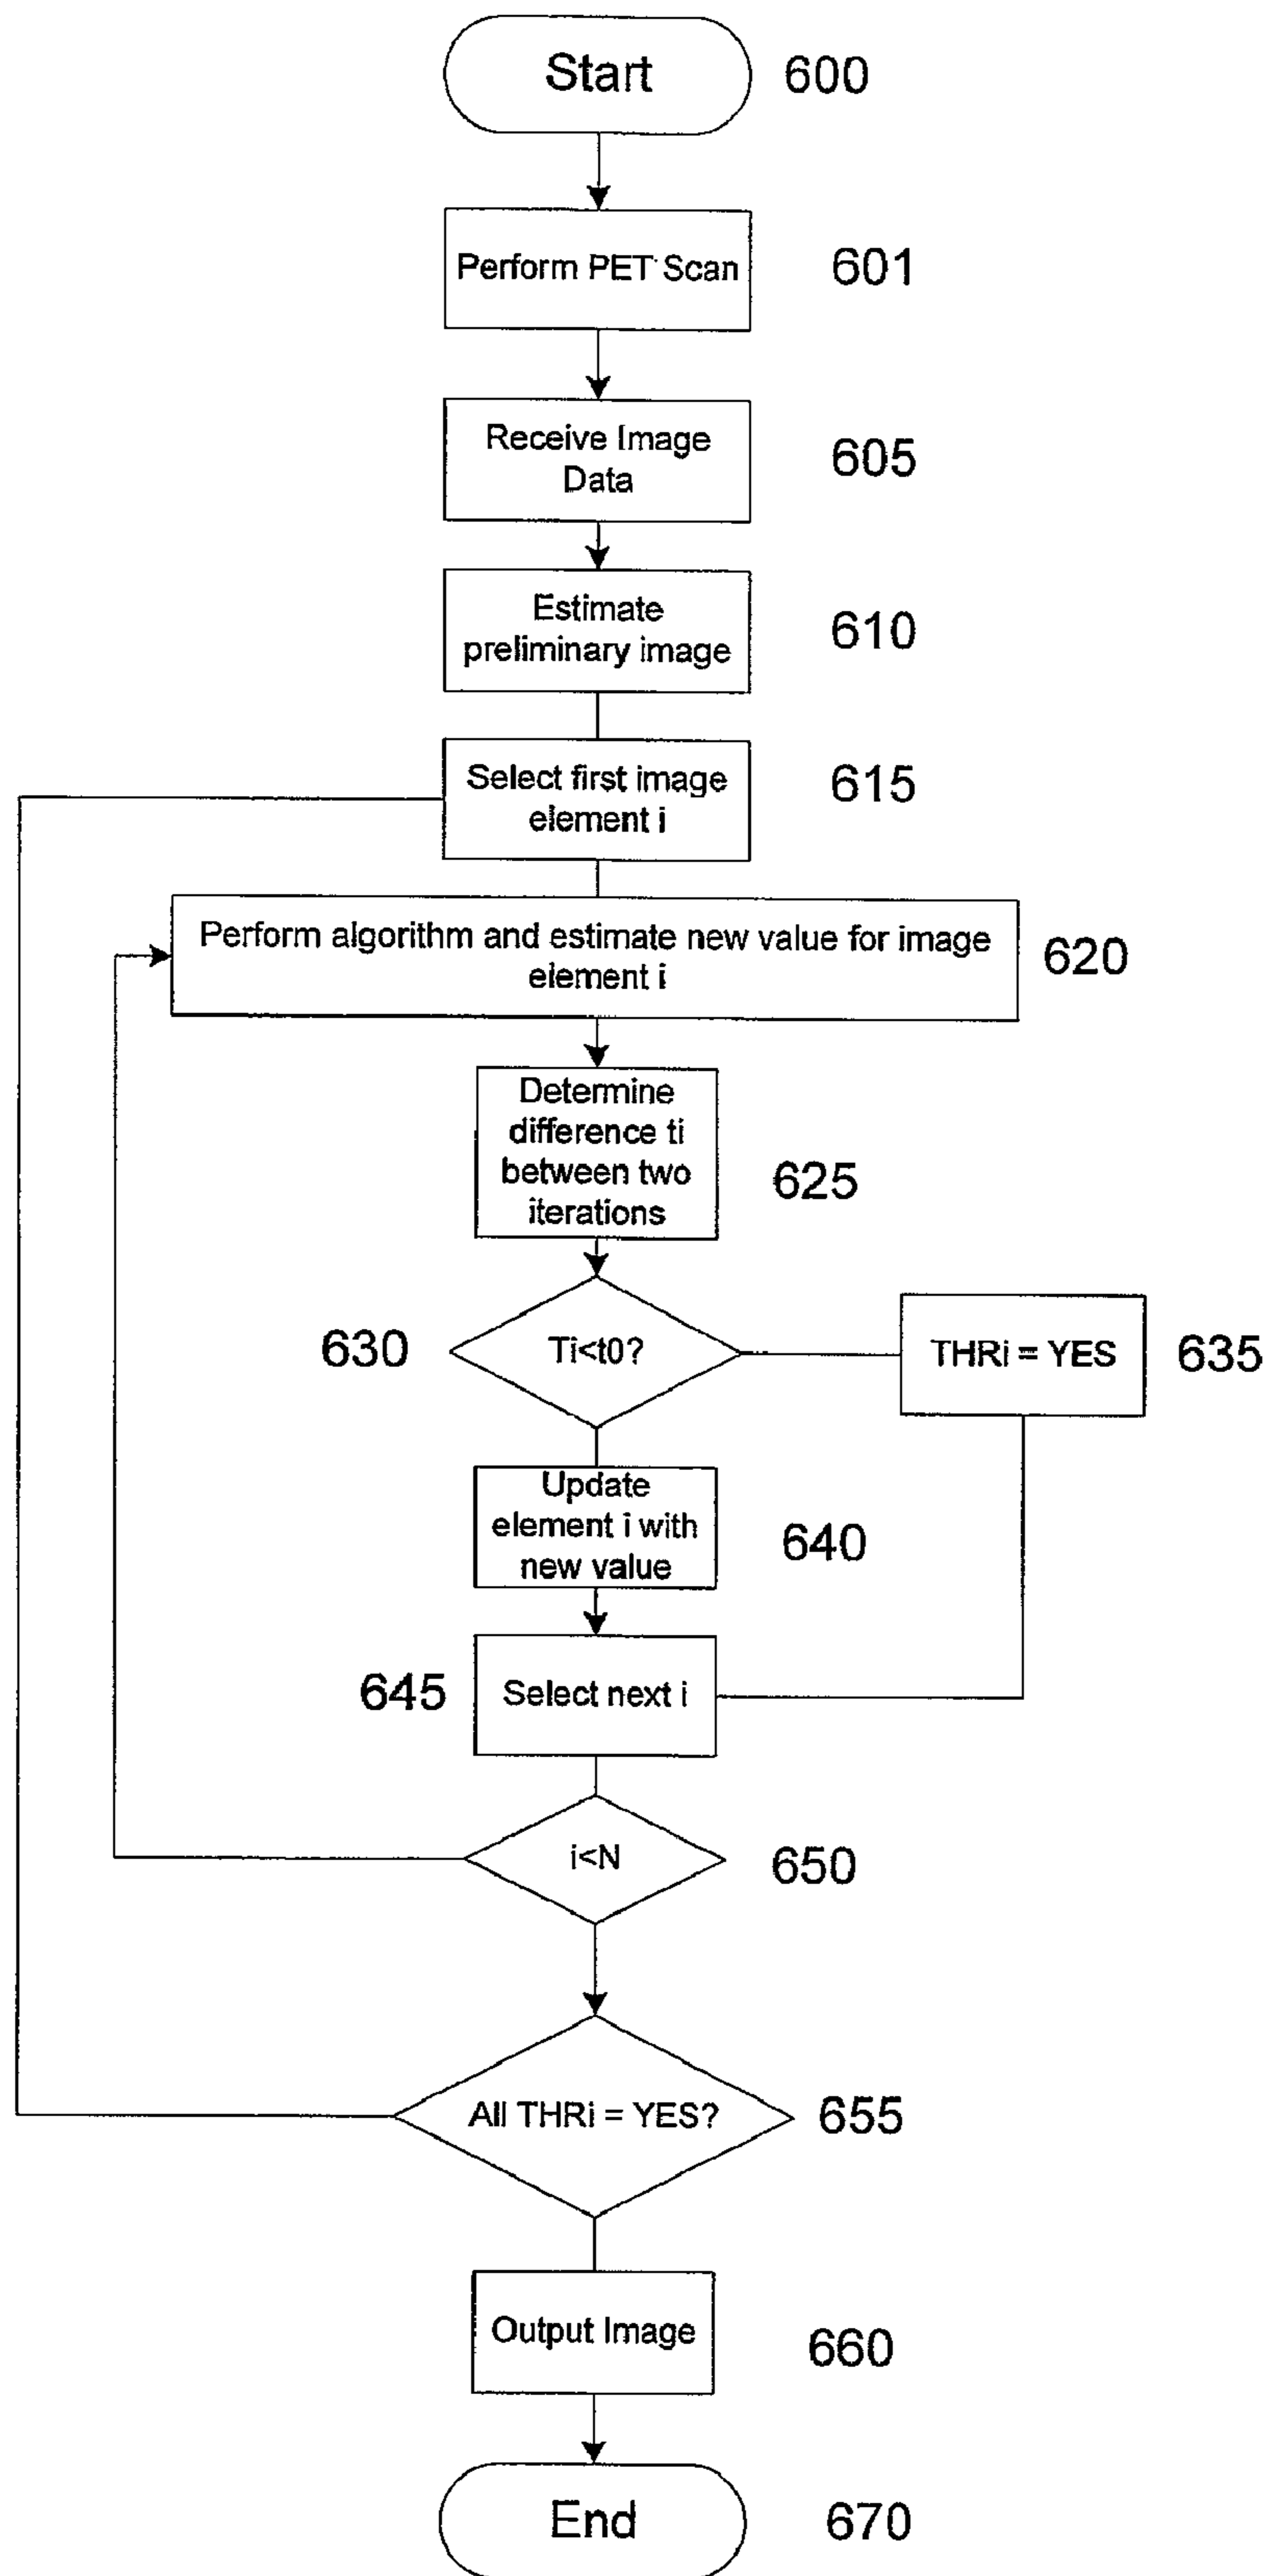 Start
600
Perform PET Scan
601
Receive Image
Data
605
Estimate
preliminary image
610
Select first image
element i
615
Perform algorithm and estimate new value for image
element i
620
Determine
difference ti
between two
iterations
625
630
Ti<t0?
THRi = YES
635
Update
element i with
new value
640
645
Select next i
i<N
650
All THRi = YES?
655
Output Image
660
End
670